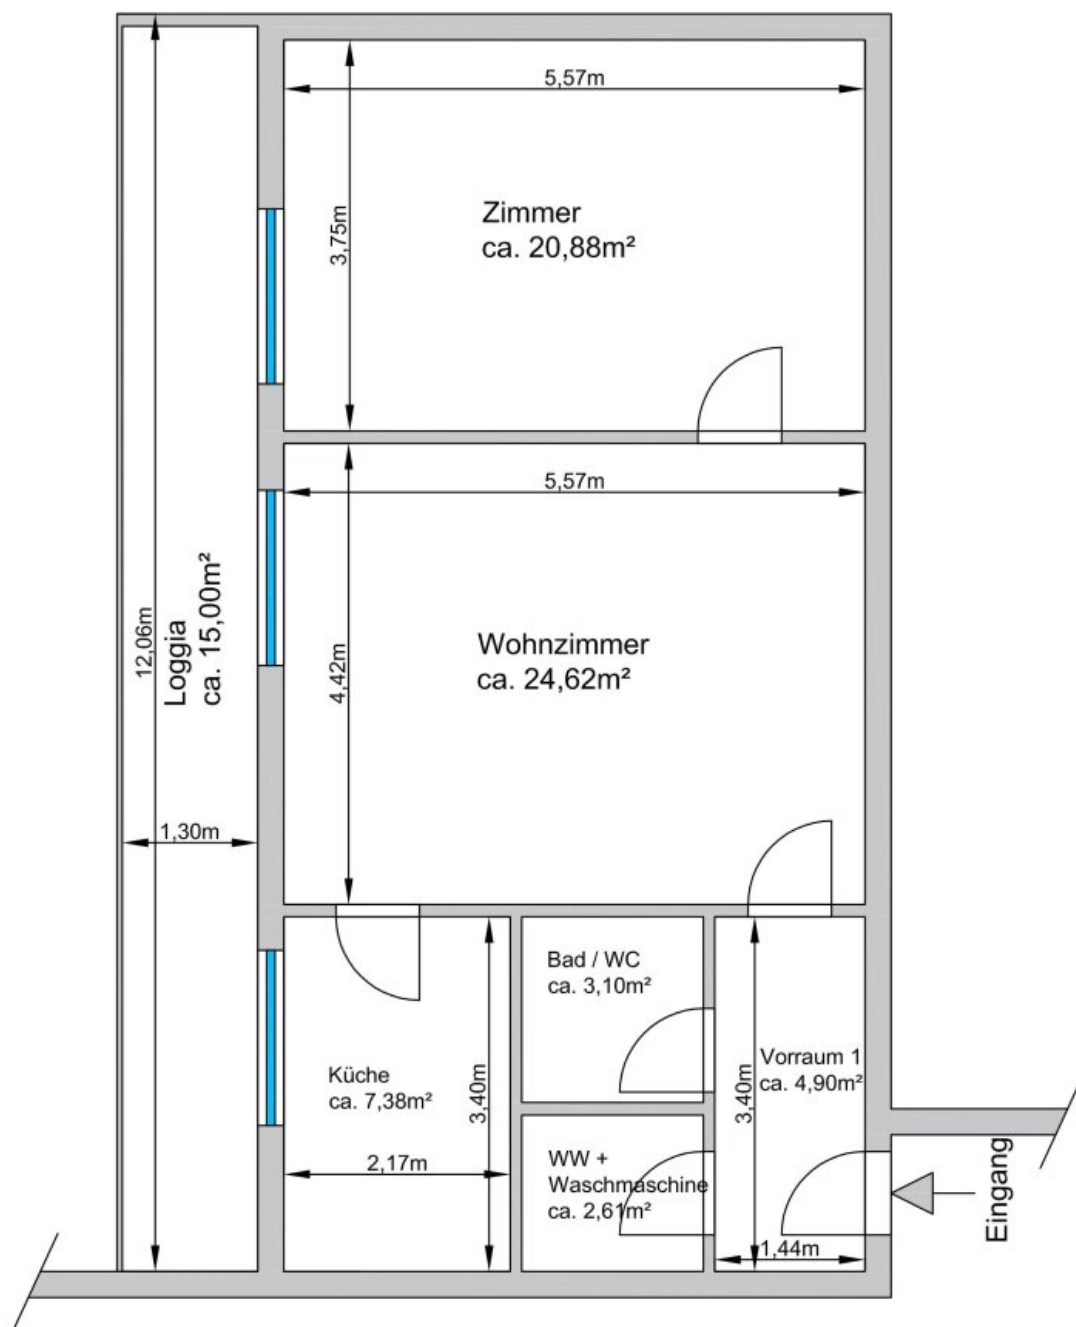 5,57m
3,75m
Zimmer
ca. 20,88m²
5,57m
4,42m
Wohnzimmer
ca. 24,62m²
12,06m
Loggia
ca. 15,00m²
1,30m
Bad / WC
ca. 3,10m²
Küche
ca. 7,38m²
3,40m
2,17m
Vorraum 1
ca. 4,90m²
3,40m
WW +
Waschmaschine
ca. 2,61m²
1,44m
Eingang